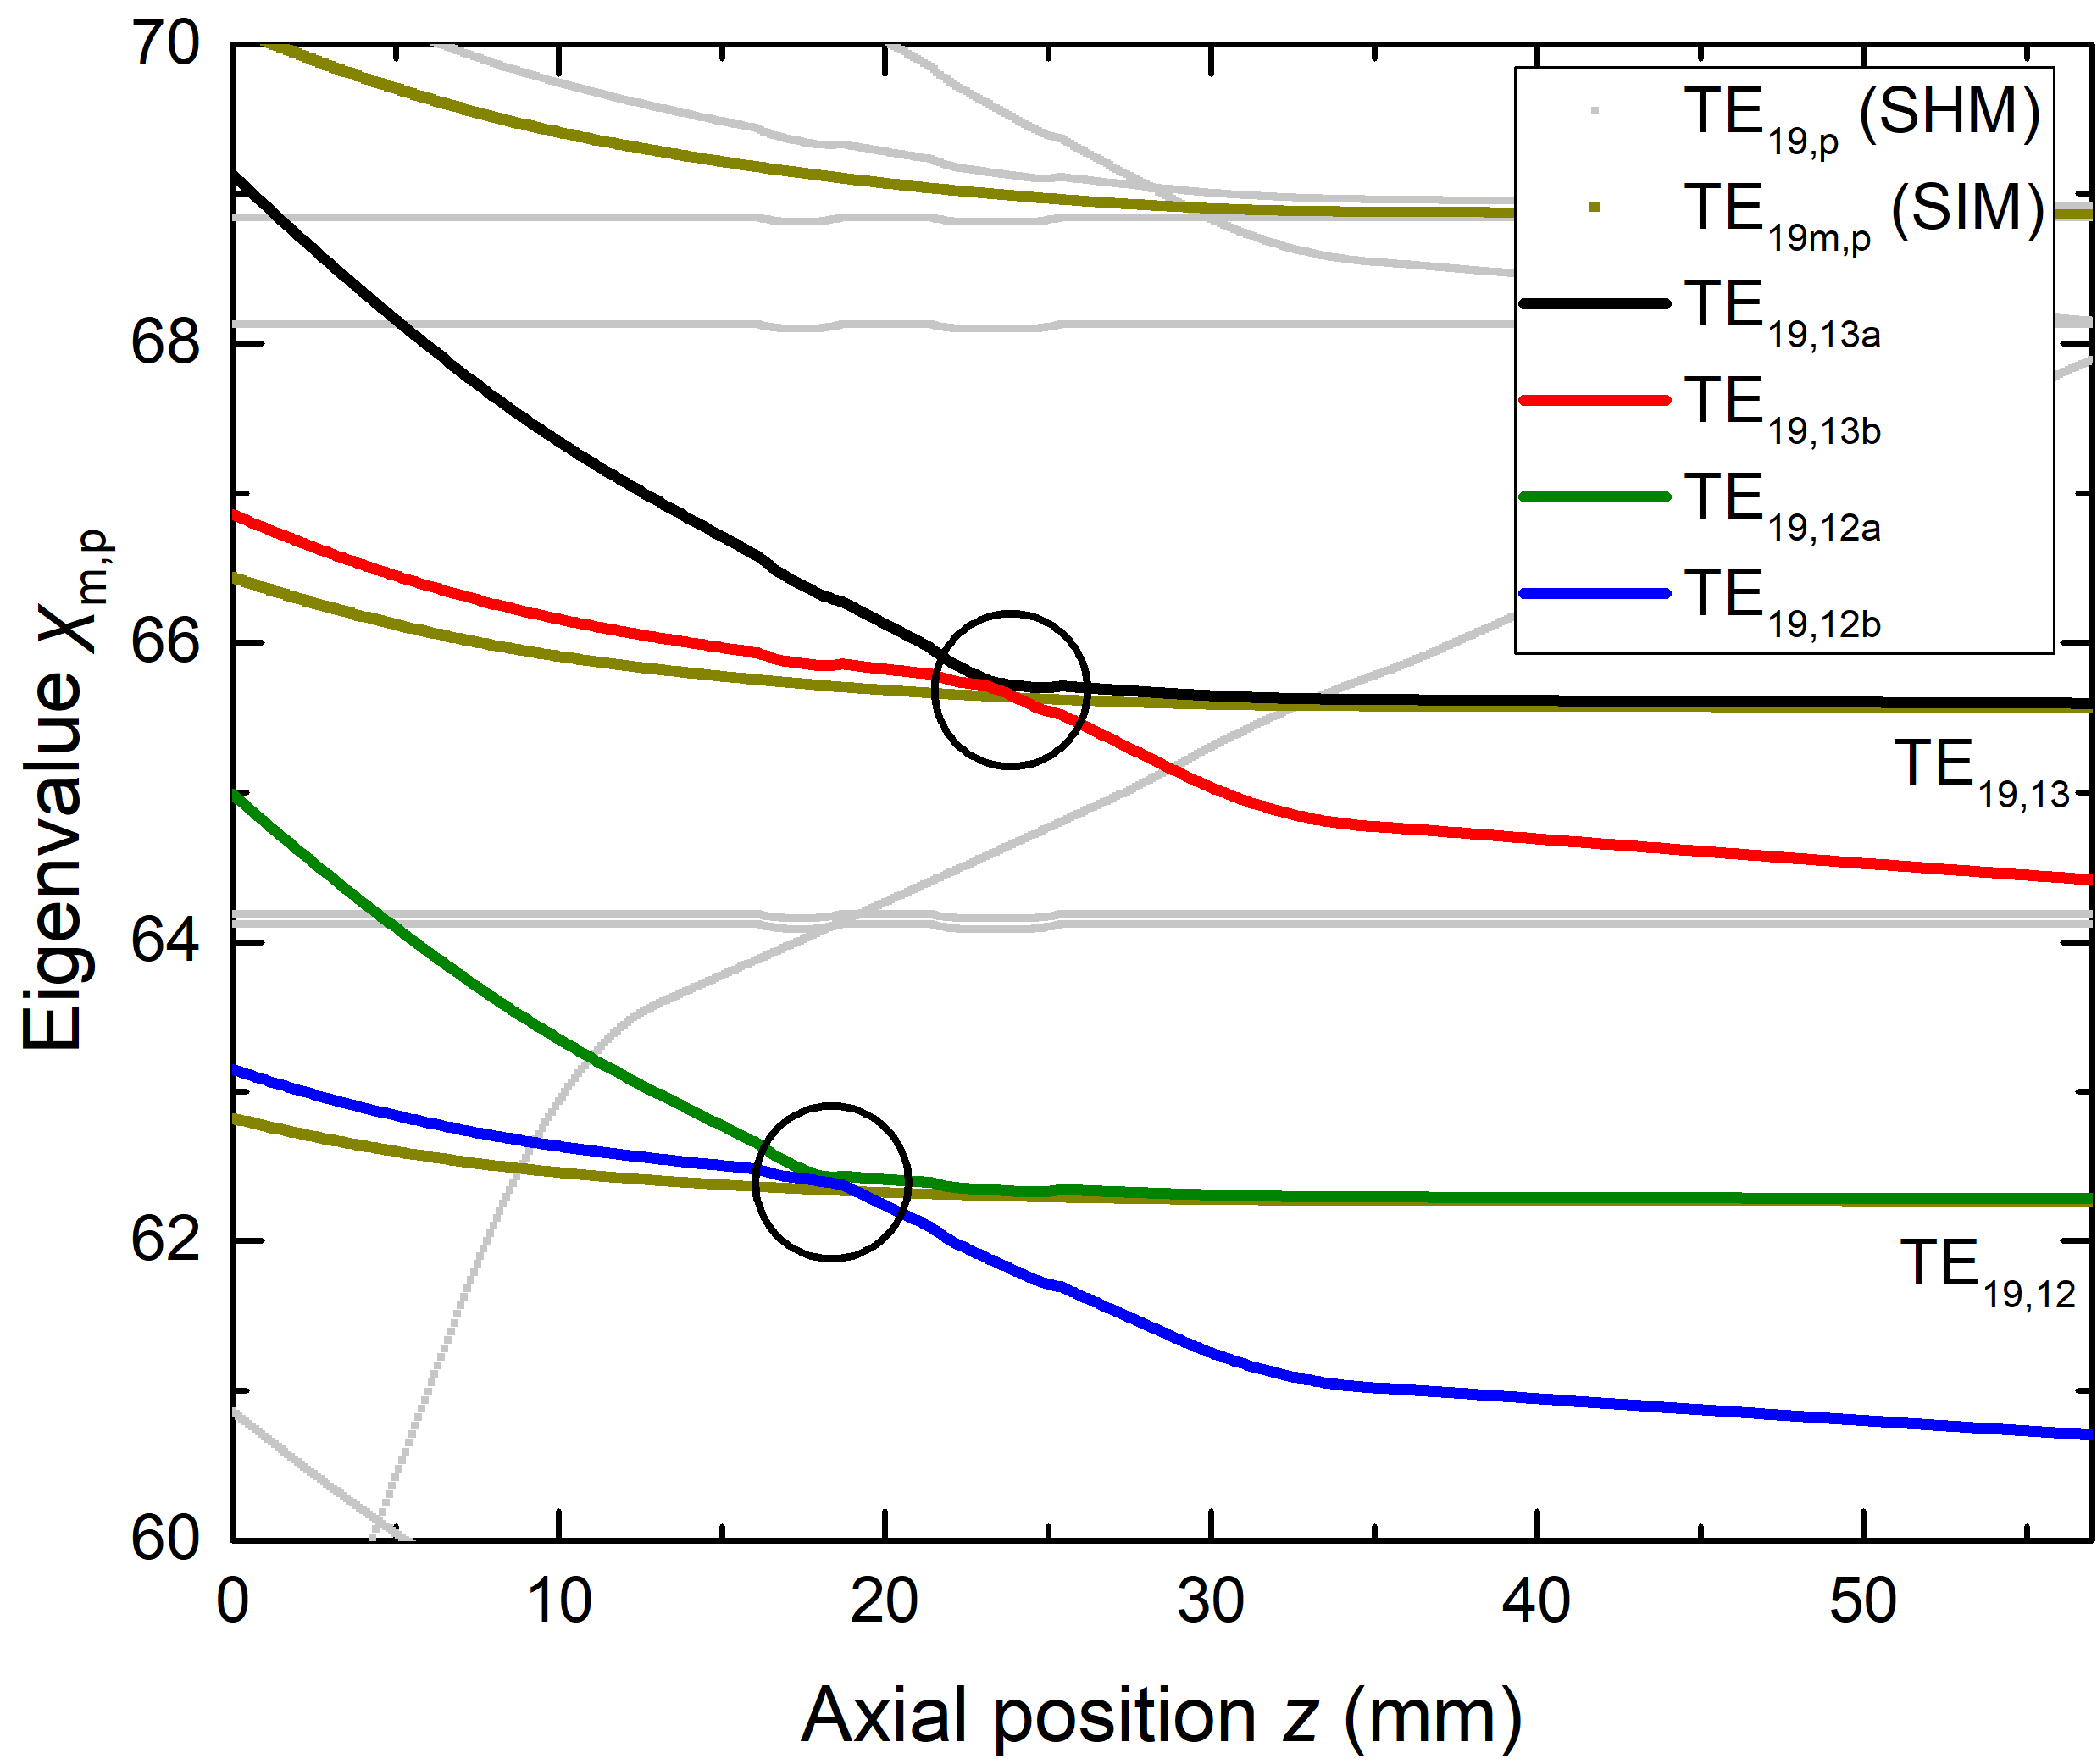 70
68
66
64
62
60
Eigenvalue χm,p
TE19,p (SHM)
TE19m,p (SIM)
TE19,13a
TE19,13b
TE19,12a
TE19,12b
TE19,13
TE19,12
0 10 20 30 40 50
Axial position z (mm)